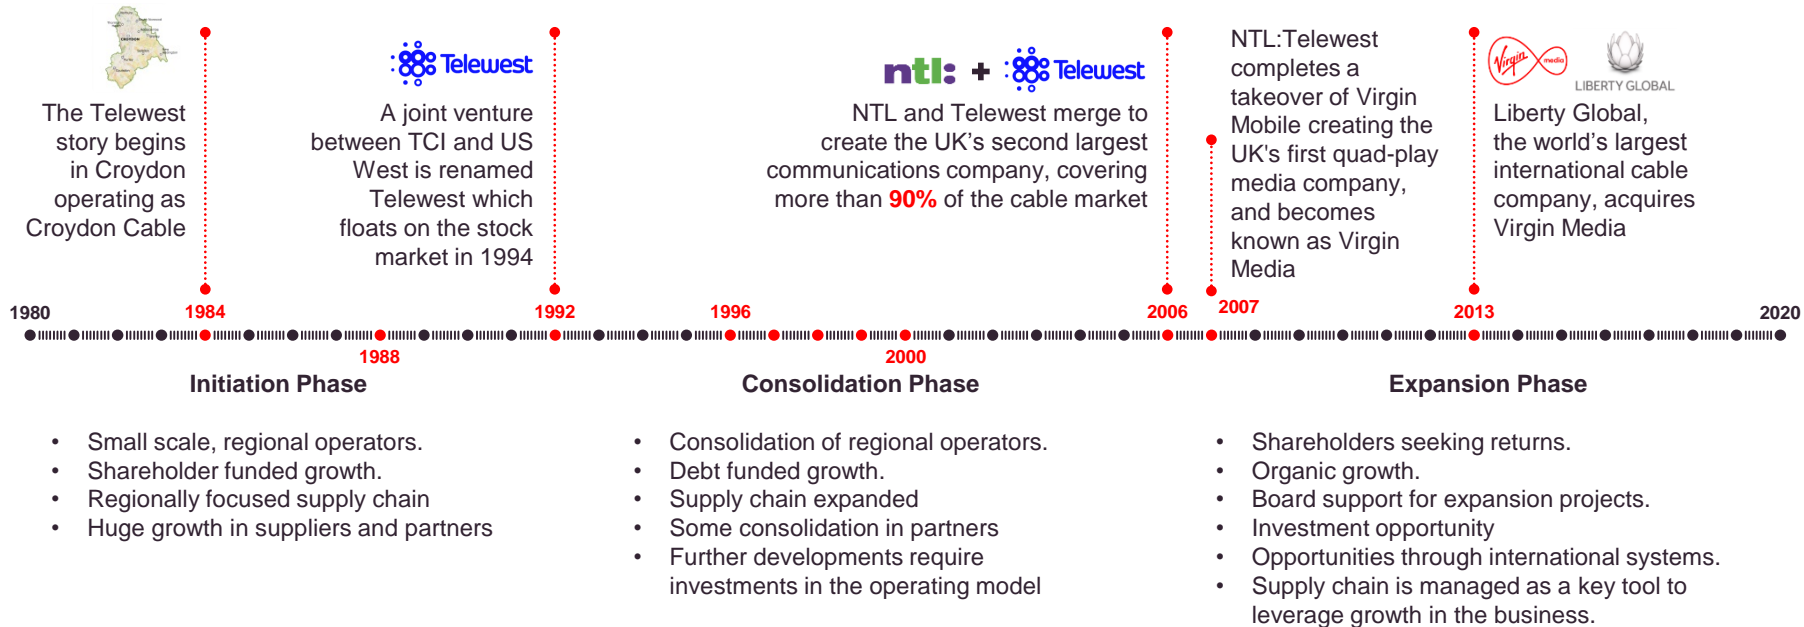 The Telewest
story begins
in Croydon
operating as
Croydon Cable
Telewest
A joint venture
between TCI and US
West is renamed
Telewest which
floats on the stock
market in 1994
ntl: + Telewest
NTL and Telewest merge to
create the UK's second largest
communications company, covering
more than 90% of the cable market
NTL:Telewest
completes a
takeover of Virgin
Mobile creating the
UK's first quad-play
media company,
and becomes
known as Virgin
Media
Virgin media
LIBERTY GLOBAL
Liberty Global,
the world's largest
international cable
company, acquires
Virgin Media
1980 1984 1992 1996 2006 2007 2013 2020
1988 2000
Initiation Phase
• Small scale, regional operators.
• Shareholder funded growth.
• Regionally focused supply chain
• Huge growth in suppliers and partners
Consolidation Phase
• Consolidation of regional operators.
• Debt funded growth.
• Supply chain expanded
• Some consolidation in partners
• Further developments require
investments in the operating model
Expansion Phase
• Shareholders seeking returns.
• Organic growth.
• Board support for expansion projects.
• Investment opportunity
• Opportunities through international systems.
• Supply chain is managed as a key tool to
leverage growth in the business.